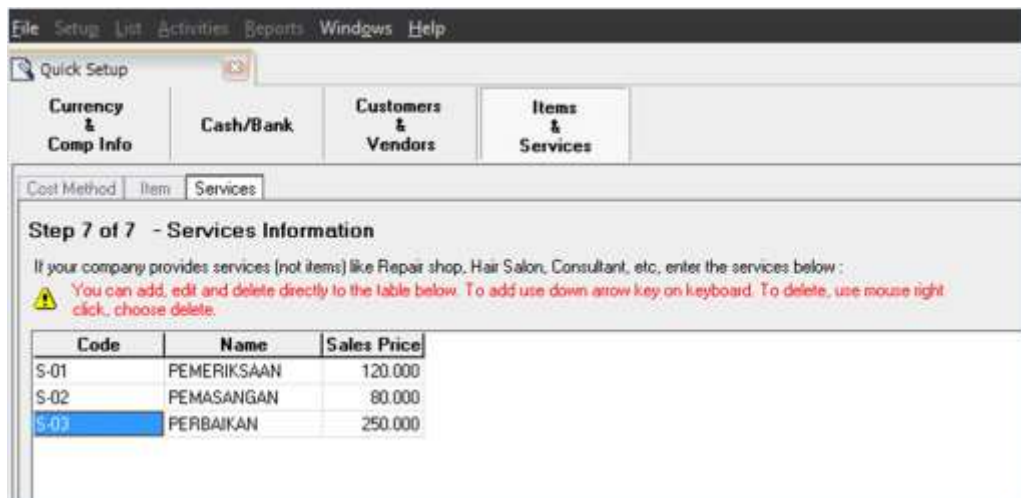 File Setup List Activities Reports Windows Help
Quick Setup
Currency
&
Comp Info
Cash/Bank
Customers
&
Vendors
Items
&
Services
Cost Method Item Services
Step 7 of 7 - Services Information
If your company provides services (not items) like Repair shop, Hair Salon, Consultant, etc, enter the services below :
You can add, edit and delete directly to the table below. To add use down arrow key on keyboard. To delete, use mouse right
click, choose delete.
Code Name Sales Price
S-01 PEMERIKSAAN 120.000
S-02 PEMASANGAN 80.000
S-03 PERBAIKAN 250.000